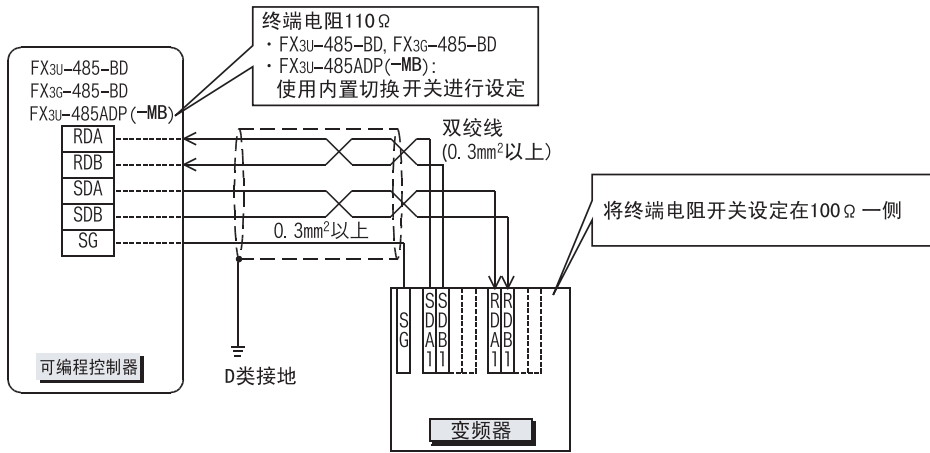 终端电阻110Ω
· FX3U-485-BD, FX3G-485-BD
· FX3U-485ADP(-MB):
使用内置切换开关进行设定
FX3U-485-BD
FX3G-485-BD
FX3U-485ADP(-MB)
RDA
RDB
SDA
SDB
SG
双绞线
(0.3mm²以上)
0.3mm²以上
将终端电阻开关设定在100Ω 一侧
SG
SDA1
SDB1
RDA1
RDB1
可编程控制器
D类接地
变频器